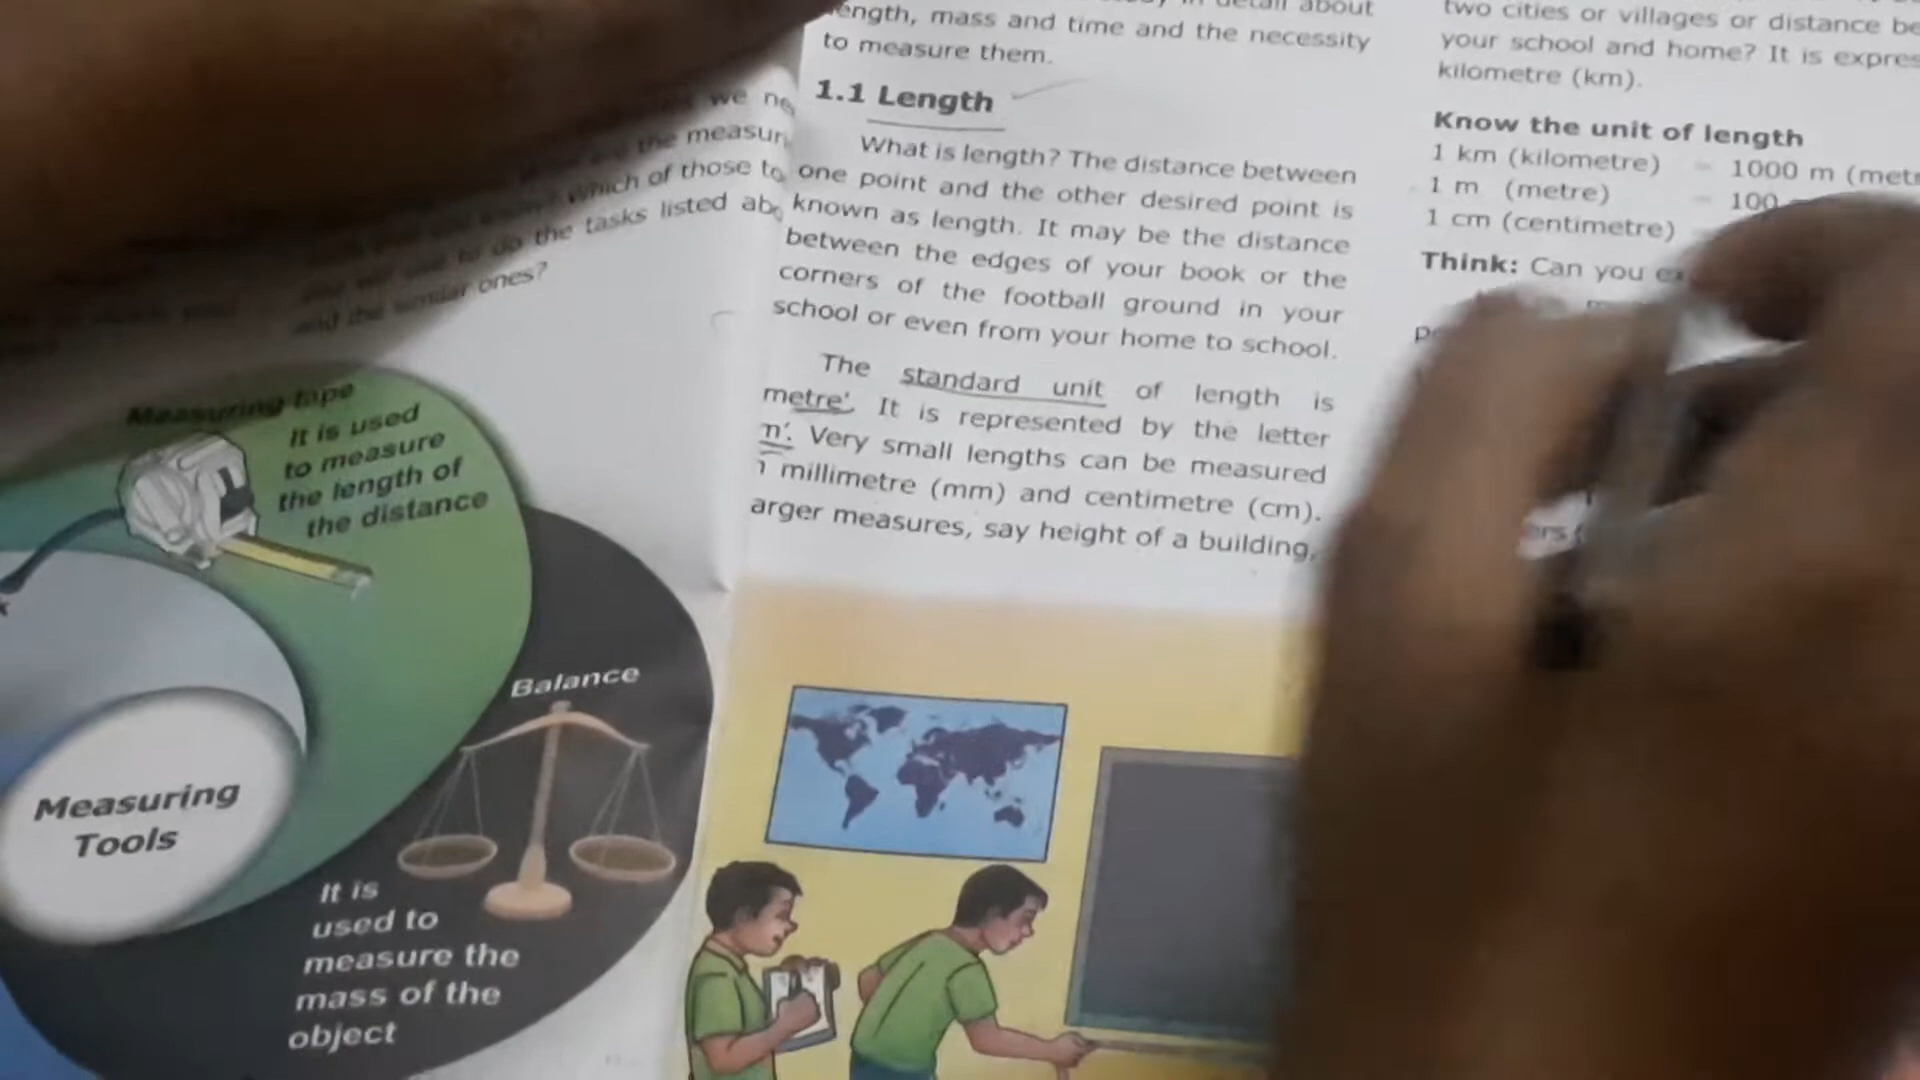 we
the measur
which of those to
to do the tasks listed
and the similar ones?
Measuring tape
It is used
to measure
the length of
the distance
Balance
Measuring
Tools
It is
used to
measure the
mass of the
object
in detail about
ength, mass and time and the necessity
to measure them.
1.1 Length
What is length? The distance between
one point and the other desired point is
known as length. It may be the distance
between the edges of your book or the
corners of the football ground in your
school or even from your home to school.
The standard unit of length is
metre'. It is represented by the letter
m'. Very small lengths can be measured
millimetre (mm) and centimetre (cm).
arger measures, say height of a building,
two cities or villages or distance be
your school and home? It is expres
kilometre (km).
Know the unit of length
1 km (kilometre) = 1000 m (metr
1 m (metre) = 100
1 cm (centimetre)
Think: Can you